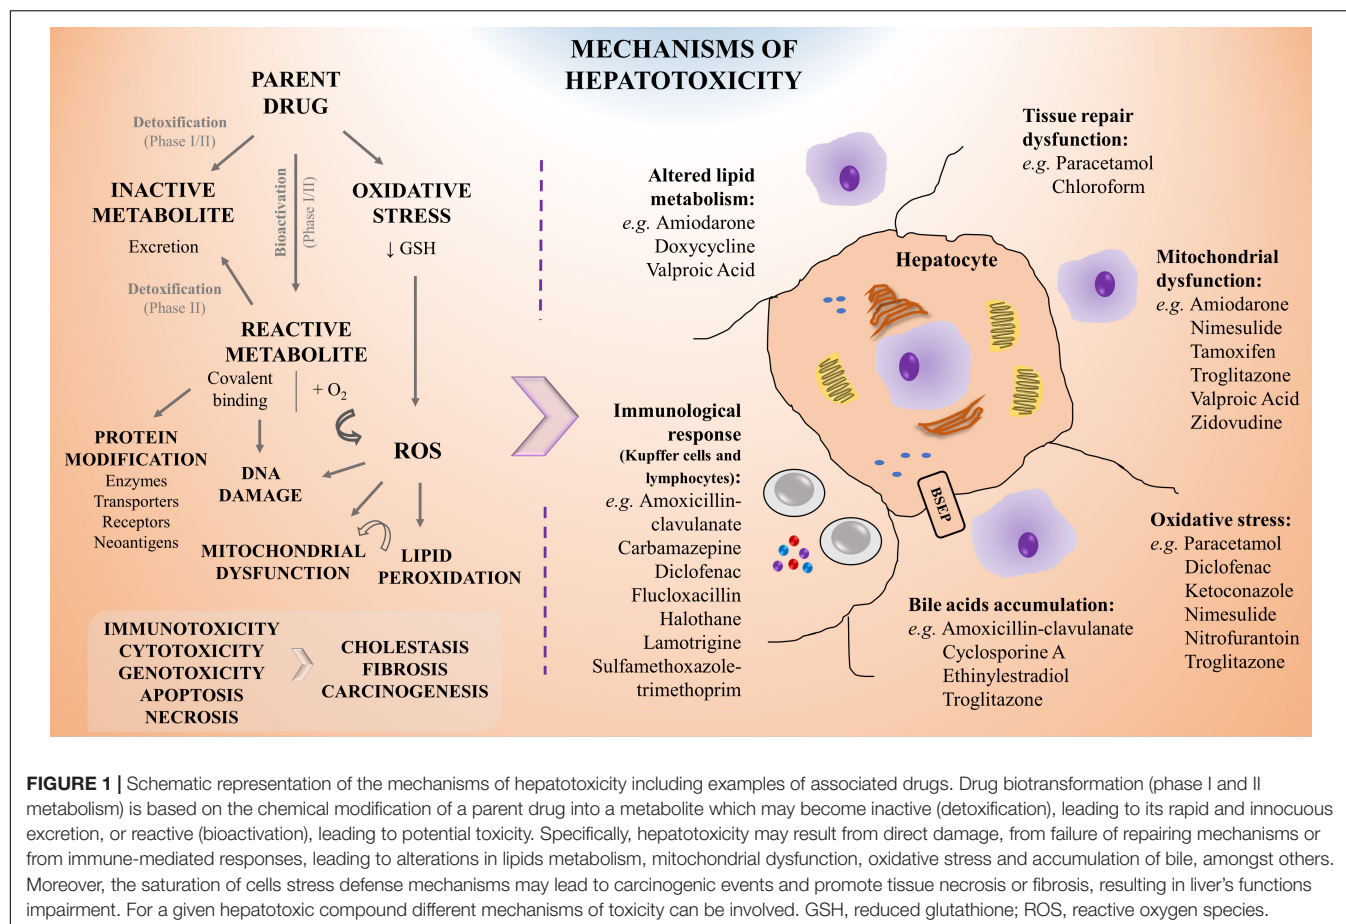 MECHANISMS OF
HEPATOTOXICITY
PARENT
DRUG
Detoxification
(Phase I/II)
Bioactivation
(Phase I/II)
INACTIVE
METABOLITE
Excretion
OXIDATIVE
STRESS
↓ GSH
Detoxification
(Phase II)
REACTIVE
METABOLITE
Covalent
binding
+ O2
PROTEIN
MODIFICATION
Enzymes
Transporters
Receptors
Neoantigens
DNA
DAMAGE
ROS
MITOCHONDRIAL
DYSFUNCTION
LIPID
PEROXIDATION
IMMUNOTOXICITY
CYTOTOXICITY
GENOTOXICITY
APOPTOSIS
NECROSIS
CHOLESTASIS
FIBROSIS
CARCINOGENESIS
Altered lipid
metabolism:
e.g. Amiodarone
Doxycycline
Valproic Acid
Immunological
response
(Kupffer cells and
lymphocytes):
e.g. Amoxicillin-
clavulanate
Carbamazepine
Diclofenac
Flucloxacillin
Halothane
Lamotrigine
Sulfamethoxazole-
trimethoprim
Hepatocyte
BSEP
Tissue repair
dysfunction:
e.g. Paracetamol
Chloroform
Mitochondrial
dysfunction:
e.g. Amiodarone
Nimesulide
Tamoxifen
Troglitazone
Valproic Acid
Zidovudine
Oxidative stress:
e.g. Paracetamol
Diclofenac
Ketoconazole
Nimesulide
Nitrofurantoin
Troglitazone
Bile acids accumulation:
e.g. Amoxicillin-clavulanate
Cyclosporine A
Ethinylestradiol
Troglitazone
FIGURE 1 | Schematic representation of the mechanisms of hepatotoxicity including examples of associated drugs. Drug biotransformation (phase I and II
metabolism) is based on the chemical modification of a parent drug into a metabolite which may become inactive (detoxification), leading to its rapid and innocuous
excretion, or reactive (bioactivation), leading to potential toxicity. Specifically, hepatotoxicity may result from direct damage, from failure of repairing mechanisms or
from immune-mediated responses, leading to alterations in lipids metabolism, mitochondrial dysfunction, oxidative stress and accumulation of bile, amongst others.
Moreover, the saturation of cells stress defense mechanisms may lead to carcinogenic events and promote tissue necrosis or fibrosis, resulting in liver's functions
impairment. For a given hepatotoxic compound different mechanisms of toxicity can be involved. GSH, reduced glutathione; ROS, reactive oxygen species.